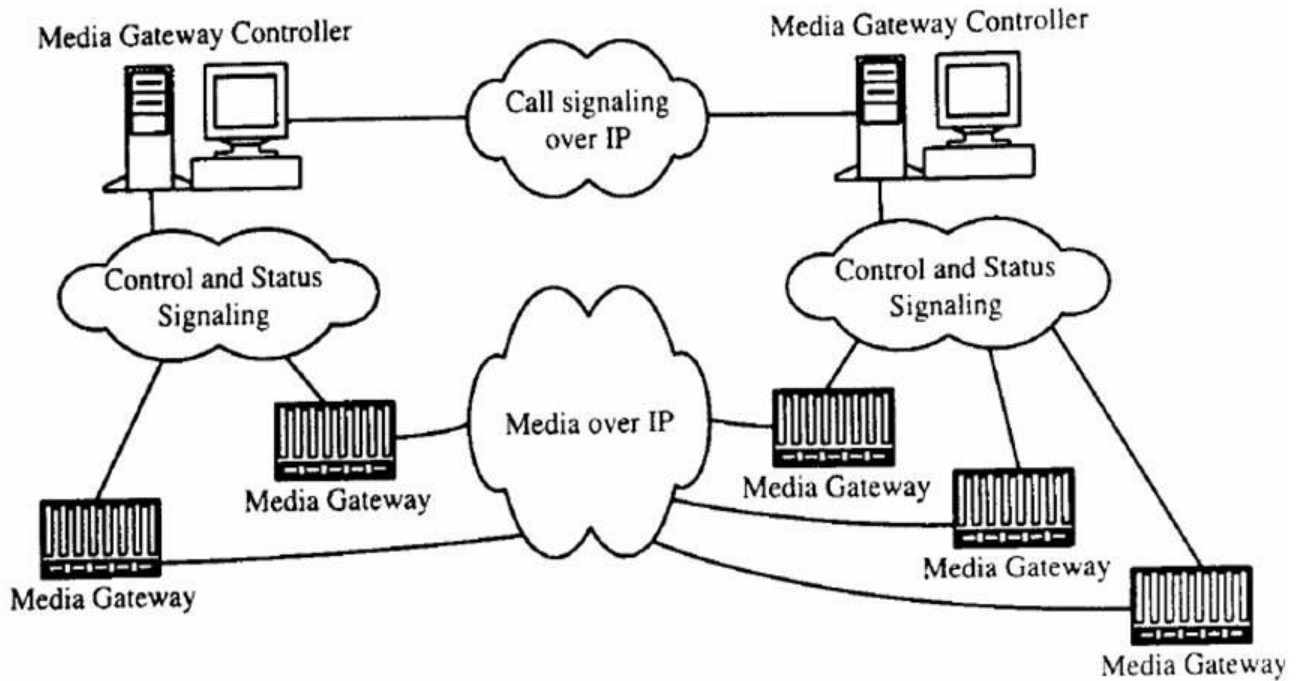 Media Gateway Controller
Media Gateway Controller
Call signaling
over IP
Control and Status
Signaling
Control and Status
Signaling
Media over IP
Media Gateway
Media Gateway
Media Gateway
Media Gateway
Media Gateway